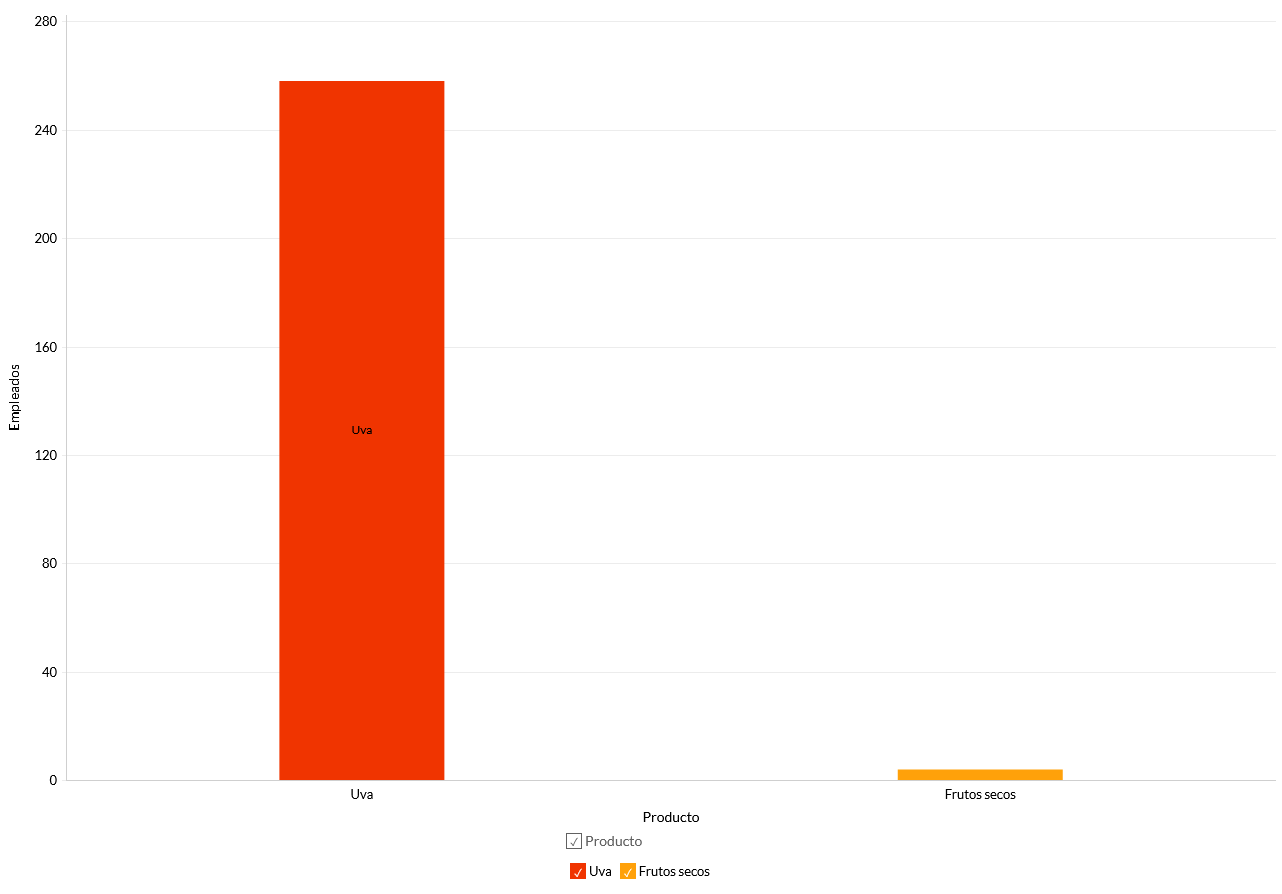 280
240
200
160
120
80
40
0
Empleados
Uva
Uva
Frutos secos
Producto
Producto
Uva Frutos secos